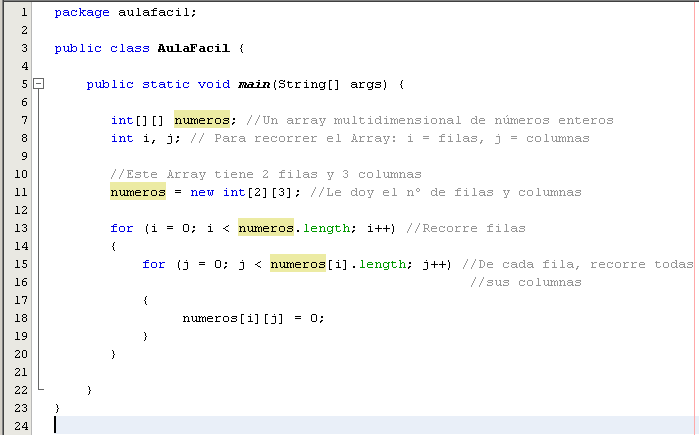 1 package aulafacil;
2
3 public class AulaFacil {
4
5 public static void main(String[] args) {
6
7 int[][] numeros; //Un array multidimensional de números enteros
8 int i, j; // Para recorrer el Array: i = filas, j = columnas
9
10 //Este Array tiene 2 filas y 3 columnas
11 numeros = new int[2][3]; //Le doy el nº de filas y columnas
12
13 for (i = 0; i < numeros.length; i++) //Recorre filas
14 {
15 for (j = 0; j < numeros[i].length; j++) //De cada fila, recorre todas
16 //sus columnas
17 {
18 numeros[i][j] = 0;
19 }
20 }
21
22 }
23 }
24